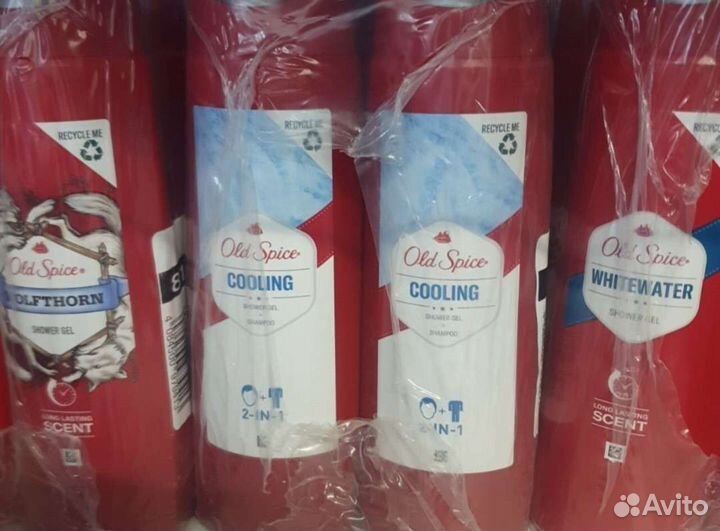 RECYCLE ME
Old Spice
OLFTHORN
SHOWER GEL
LONG LASTING
SCENT
RECYCLE ME
Old Spice
COOLING
SHOWER GEL
+
SHAMPOO
+
2-IN-1
RECYCLE ME
Old Spice
COOLING
SHOWER GEL
+
SHAMPOO
+
2-IN-1
RECYCLE ME
Old Spice
WHITEWATER
SHOWER GEL
LONG LASTING
SCENT
Avito